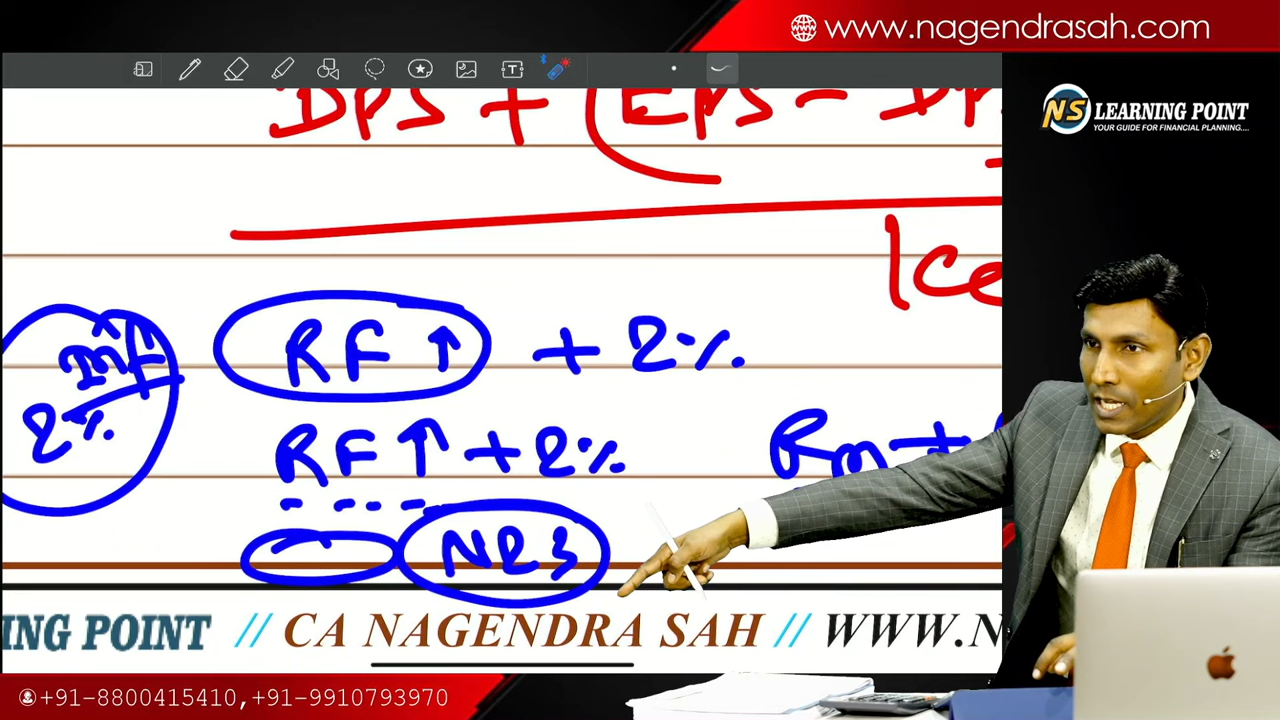 www.nagendrasah.com
NS LEARNING POINT
YOUR GUIDE FOR FINANCIAL PLANNING....
DPS + (EPS - DP
Ke
RF ↑ + 2%
2%
RF ↑ + 2%
Rm +
ING POINT // CA NAGENDRA SAH // WWW.N
+91-8800415410,+91-9910793970